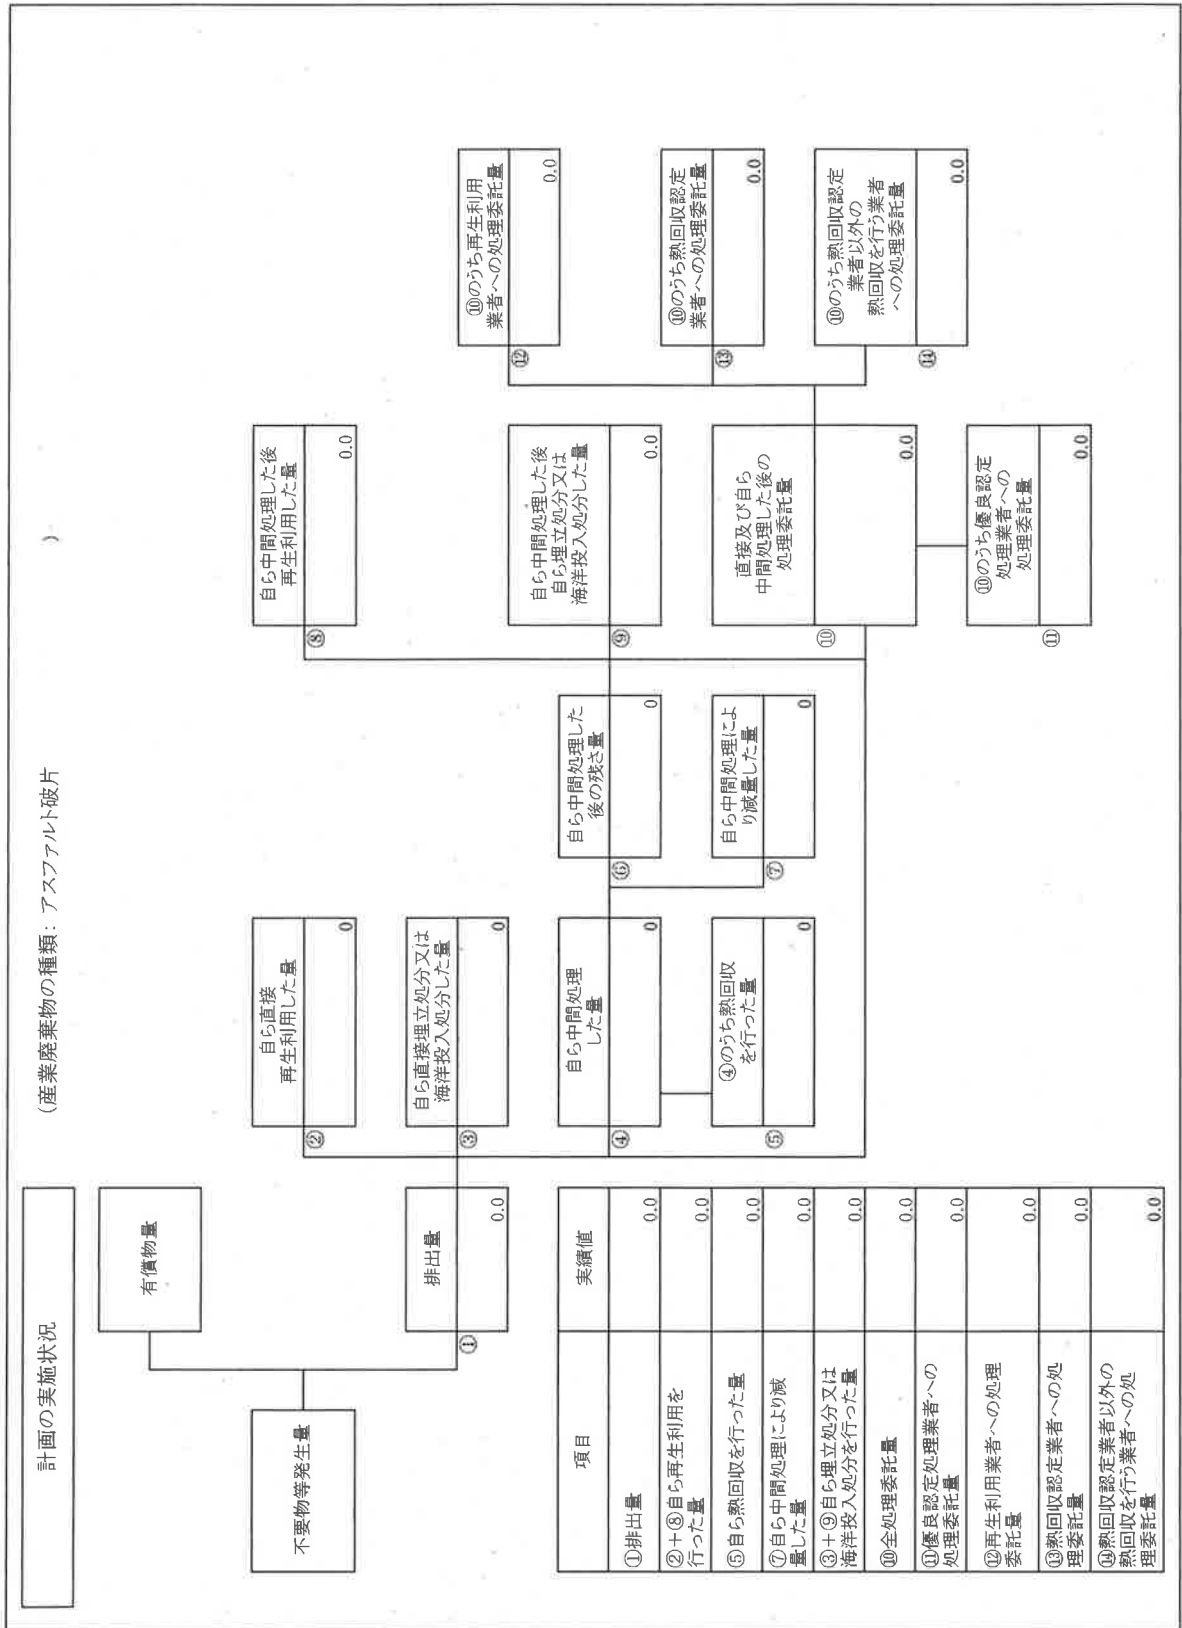 計画の実施状況
(産業廃棄物の種類： アスファルト破片
)
不要物等発生量
有償物量
①
排出量
0.0
②
自ら直接
再生利用した量
0
③
自ら直接埋立処分又は
海洋投入処分した量
0
④
自ら中間処理
した量
0
⑤
④のうち熱回収
を行った量
0
⑥
自ら中間処理した
後の残さ量
0
⑦
自ら中間処理によ
り減量した量
0
⑧
自ら中間処理した後
再生利用した量
0.0
⑨
自ら中間処理した後
自ら埋立処分又は
海洋投入処分した量
0.0
⑩
直接及び自ら
中間処理した後の
処理委託量
0.0
⑪
⑩のうち優良認定
処理業者への
処理委託量
0.0
⑫
⑩のうち再生利用
業者への処理委託量
0.0
⑬
⑩のうち熱回収認定
業者への処理委託量
0.0
⑭
⑩のうち熱回収認定
業者以外の
熱回収を行う業者
への処理委託量
0.0
項目 実績値
①排出量 0.0
②+⑧自ら再生利用を
行った量 0.0
⑤自ら熱回収を行った量 0.0
⑦自ら中間処理により減
量した量 0.0
③+⑨自ら埋立処分又は
海洋投入処分を行った量 0.0
⑩全処理委託量 0.0
⑪優良認定処理業者への
処理委託量 0.0
⑫再生利用業者への処理
委託量 0.0
⑬熱回収認定業者への処
理委託量 0.0
⑭熱回収認定業者以外の
熱回収を行う業者への処
理委託量 0.0